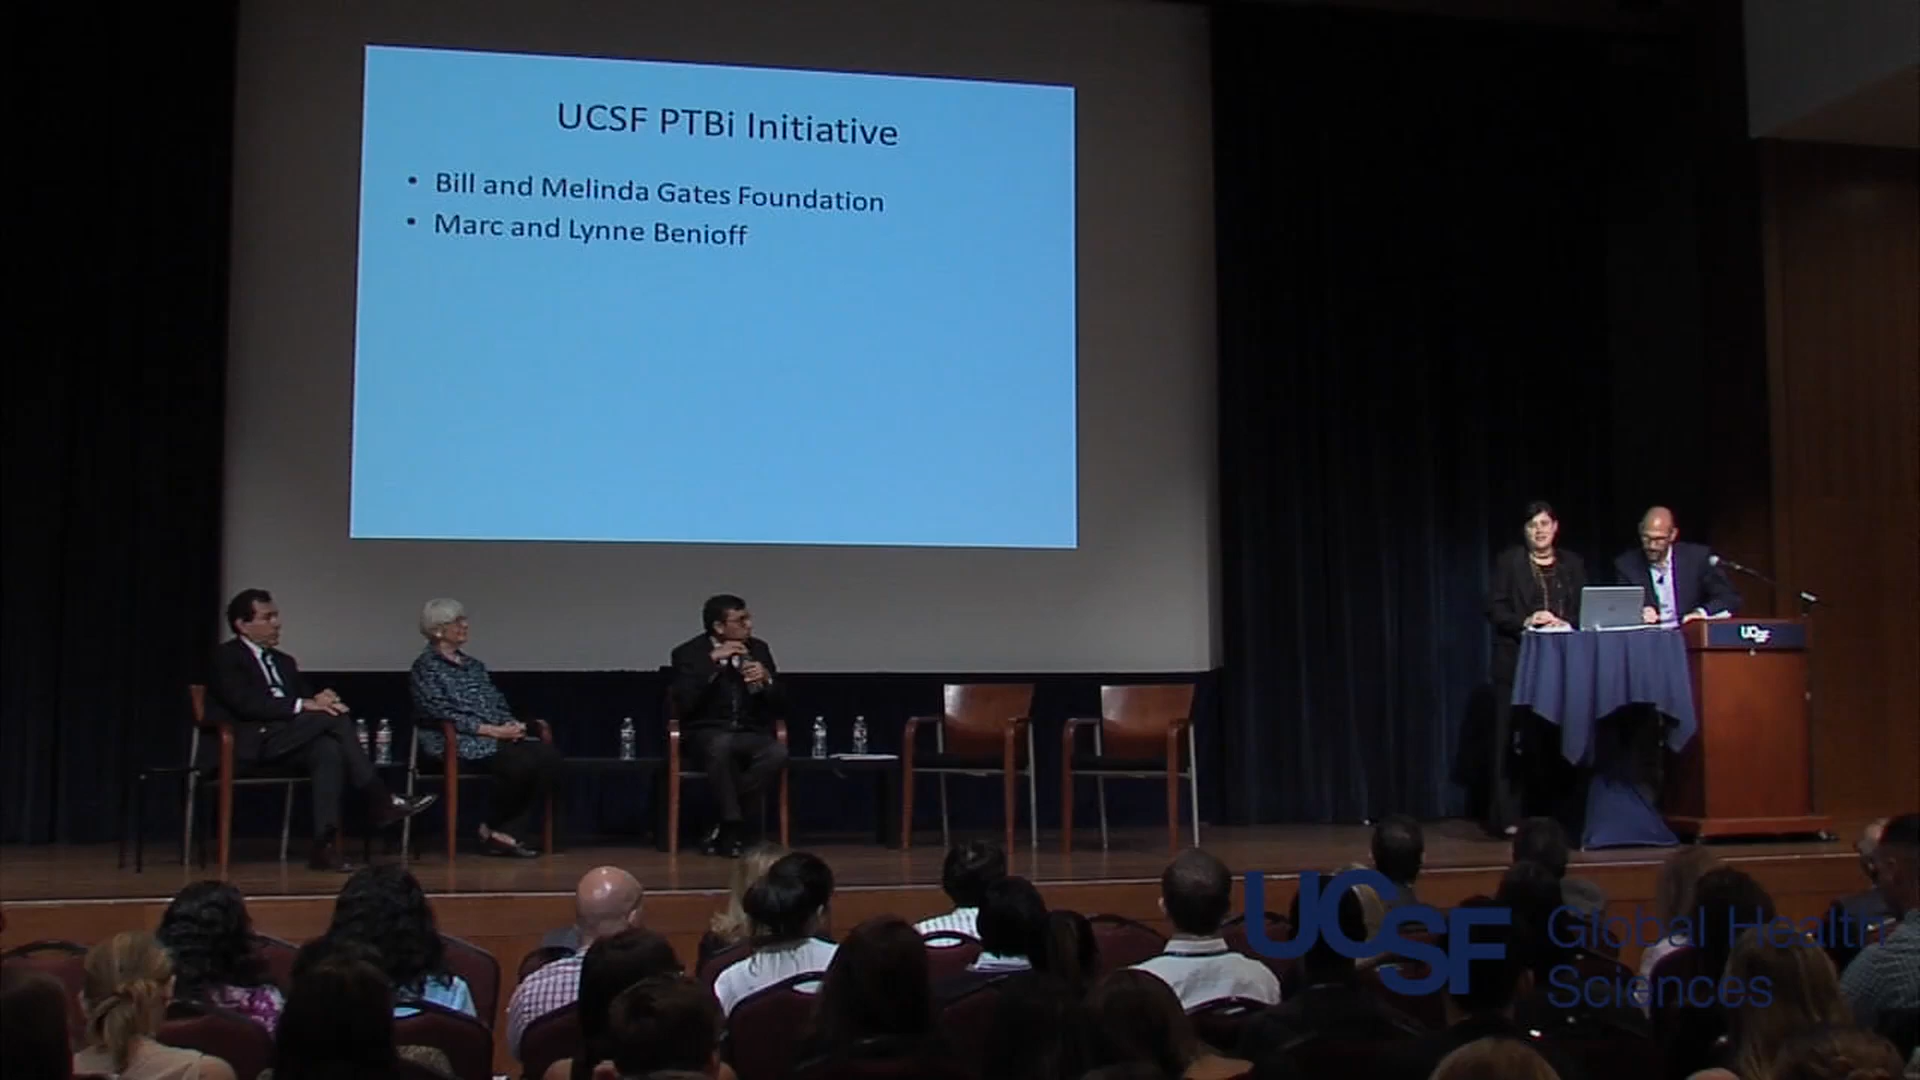 UCSF PTBi Initiative
• Bill and Melinda Gates Foundation
• Marc and Lynne Benioff
UCSF
UCSF Global Health
Sciences